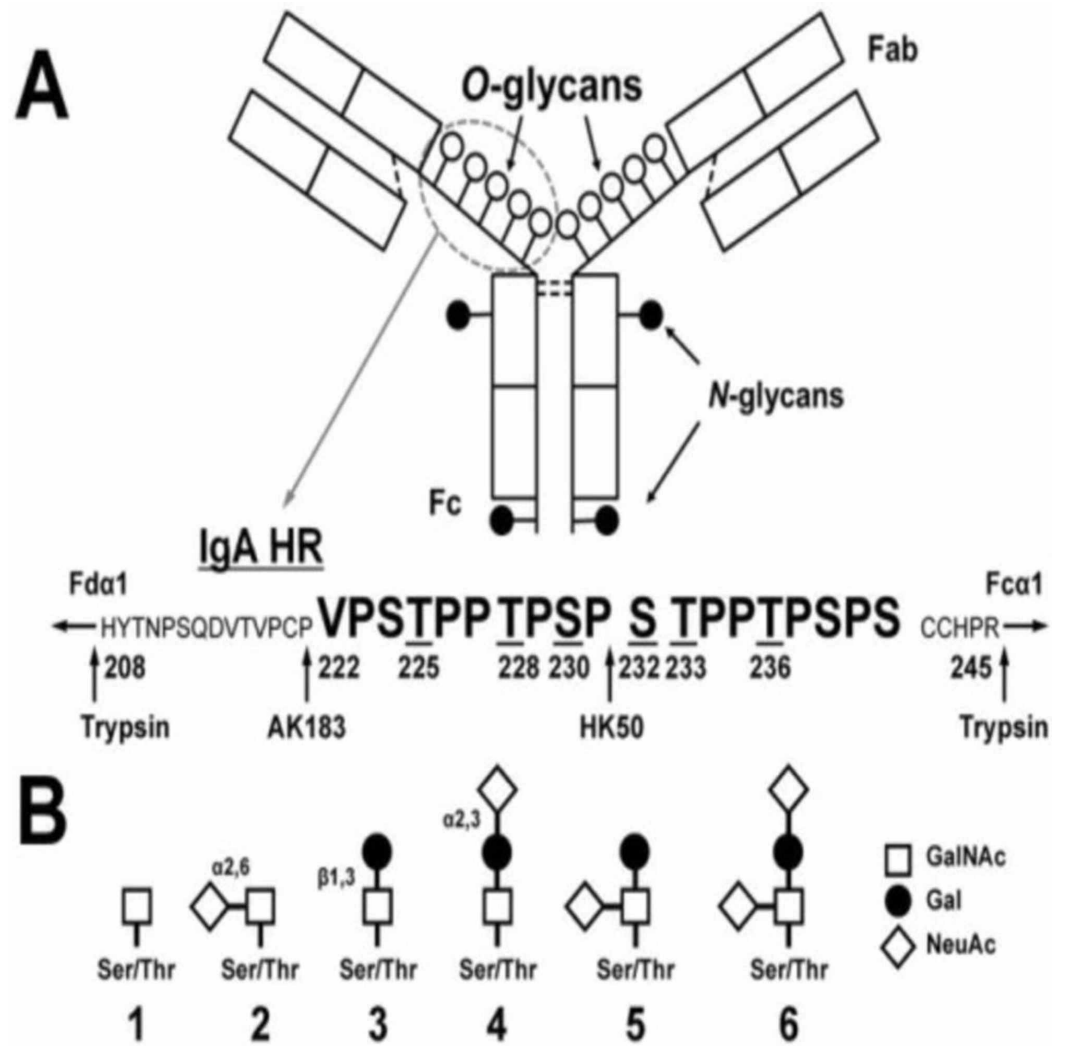 A
Fab
O-glycans
N-glycans
Fc
IgA HR
Fdα1
Fcα1
HYTNPSQDVTVPCP VPSTPPTPSP S TPPTPSPS CCHPR
208 222 225 228 230 232 233 236 245
Trypsin AK183 HK50 Trypsin
B
α2,6
β1,3
α2,3
GalNAc
Gal
NeuAc
Ser/Thr Ser/Thr Ser/Thr Ser/Thr Ser/Thr Ser/Thr
1 2 3 4 5 6